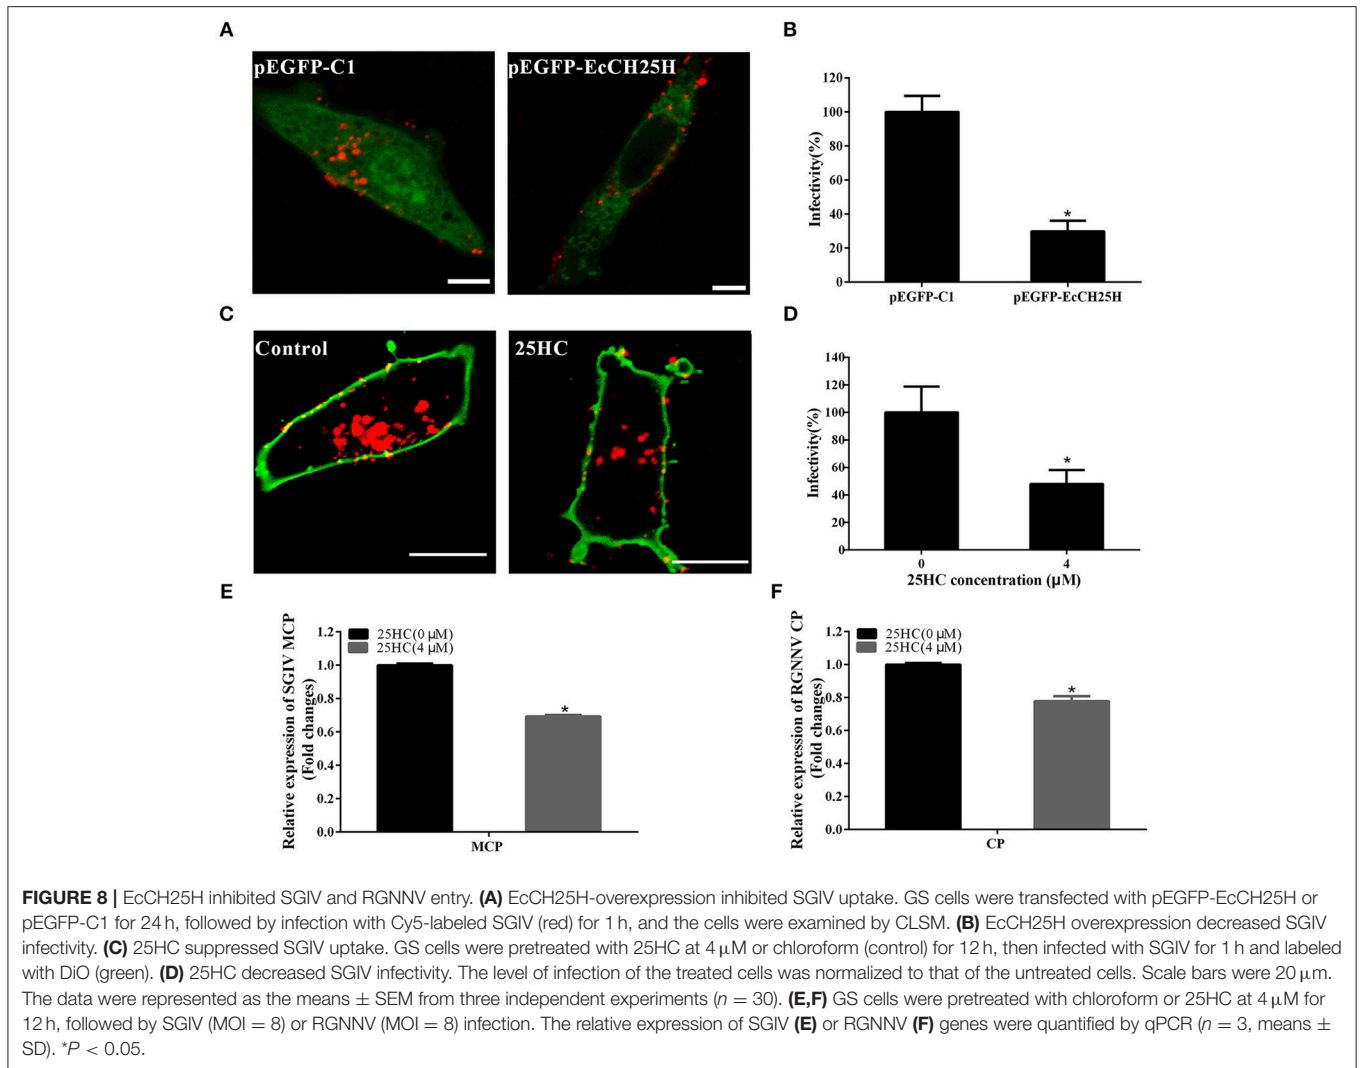 A
pEGFP-C1
pEGFP-EcCH25H
B
Infectivity(%)
120
100
80
60
40
20
0
*
pEGFP-C1
pEGFP-EcCH25H
C
Control
25HC
D
Infectivity(%)
140
120
100
80
60
40
20
0
*
0
4
25HC concentration (μM)
E
Relative expression of SGIV MCP
(Fold changes)
1.2
1.0
0.8
0.6
0.4
0.2
0.0
25HC(0 μM)
25HC(4 μM)
*
MCP
F
Relative expression of RGNNV CP
(Fold changes)
1.2
1.0
0.8
0.6
0.4
0.2
0.0
25HC(0 μM)
25HC(4 μM)
*
CP
FIGURE 8 | EcCH25H inhibited SGIV and RGNNV entry. (A) EcCH25H-overexpression inhibited SGIV uptake. GS cells were transfected with pEGFP-EcCH25H or
pEGFP-C1 for 24 h, followed by infection with Cy5-labeled SGIV (red) for 1 h, and the cells were examined by CLSM. (B) EcCH25H overexpression decreased SGIV
infectivity. (C) 25HC suppressed SGIV uptake. GS cells were pretreated with 25HC at 4 μM or chloroform (control) for 12 h, then infected with SGIV for 1 h and labeled
with DiO (green). (D) 25HC decreased SGIV infectivity. The level of infection of the treated cells was normalized to that of the untreated cells. Scale bars were 20 μm.
The data were represented as the means ± SEM from three independent experiments (n = 30). (E,F) GS cells were pretreated with chloroform or 25HC at 4 μM for
12 h, followed by SGIV (MOI = 8) or RGNNV (MOI = 8) infection. The relative expression of SGIV (E) or RGNNV (F) genes were quantified by qPCR (n = 3, means ±
SD). *P < 0.05.